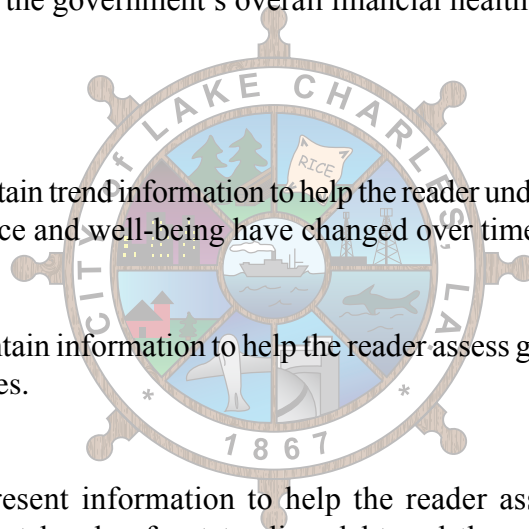 the government's overall financial health
CITY of LAKE CHARLES, LA
RICE
tain trend information to help the reader und
ce and well-being have changed over time
tain information to help the reader assess g
es.
* 1867 *
resent information to help the reader ass